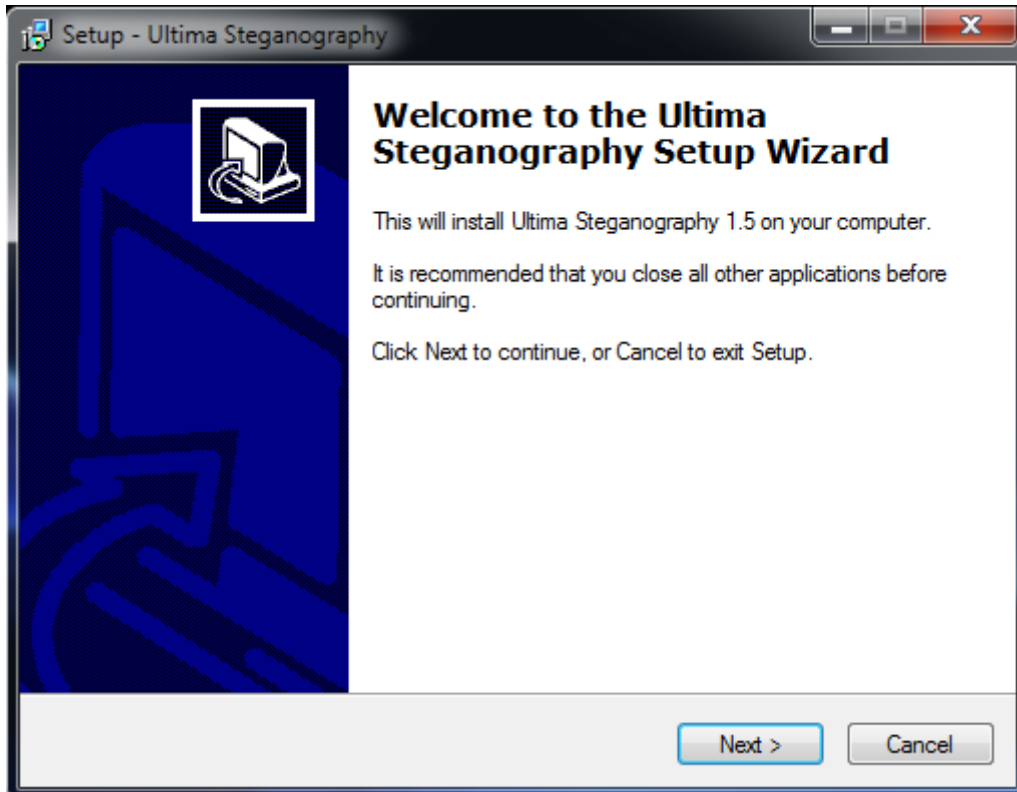 Setup - Ultima Steganography
Welcome to the Ultima
Steganography Setup Wizard
This will install Ultima Steganography 1.5 on your computer.
It is recommended that you close all other applications before
continuing.
Click Next to continue, or Cancel to exit Setup.
Next >
Cancel